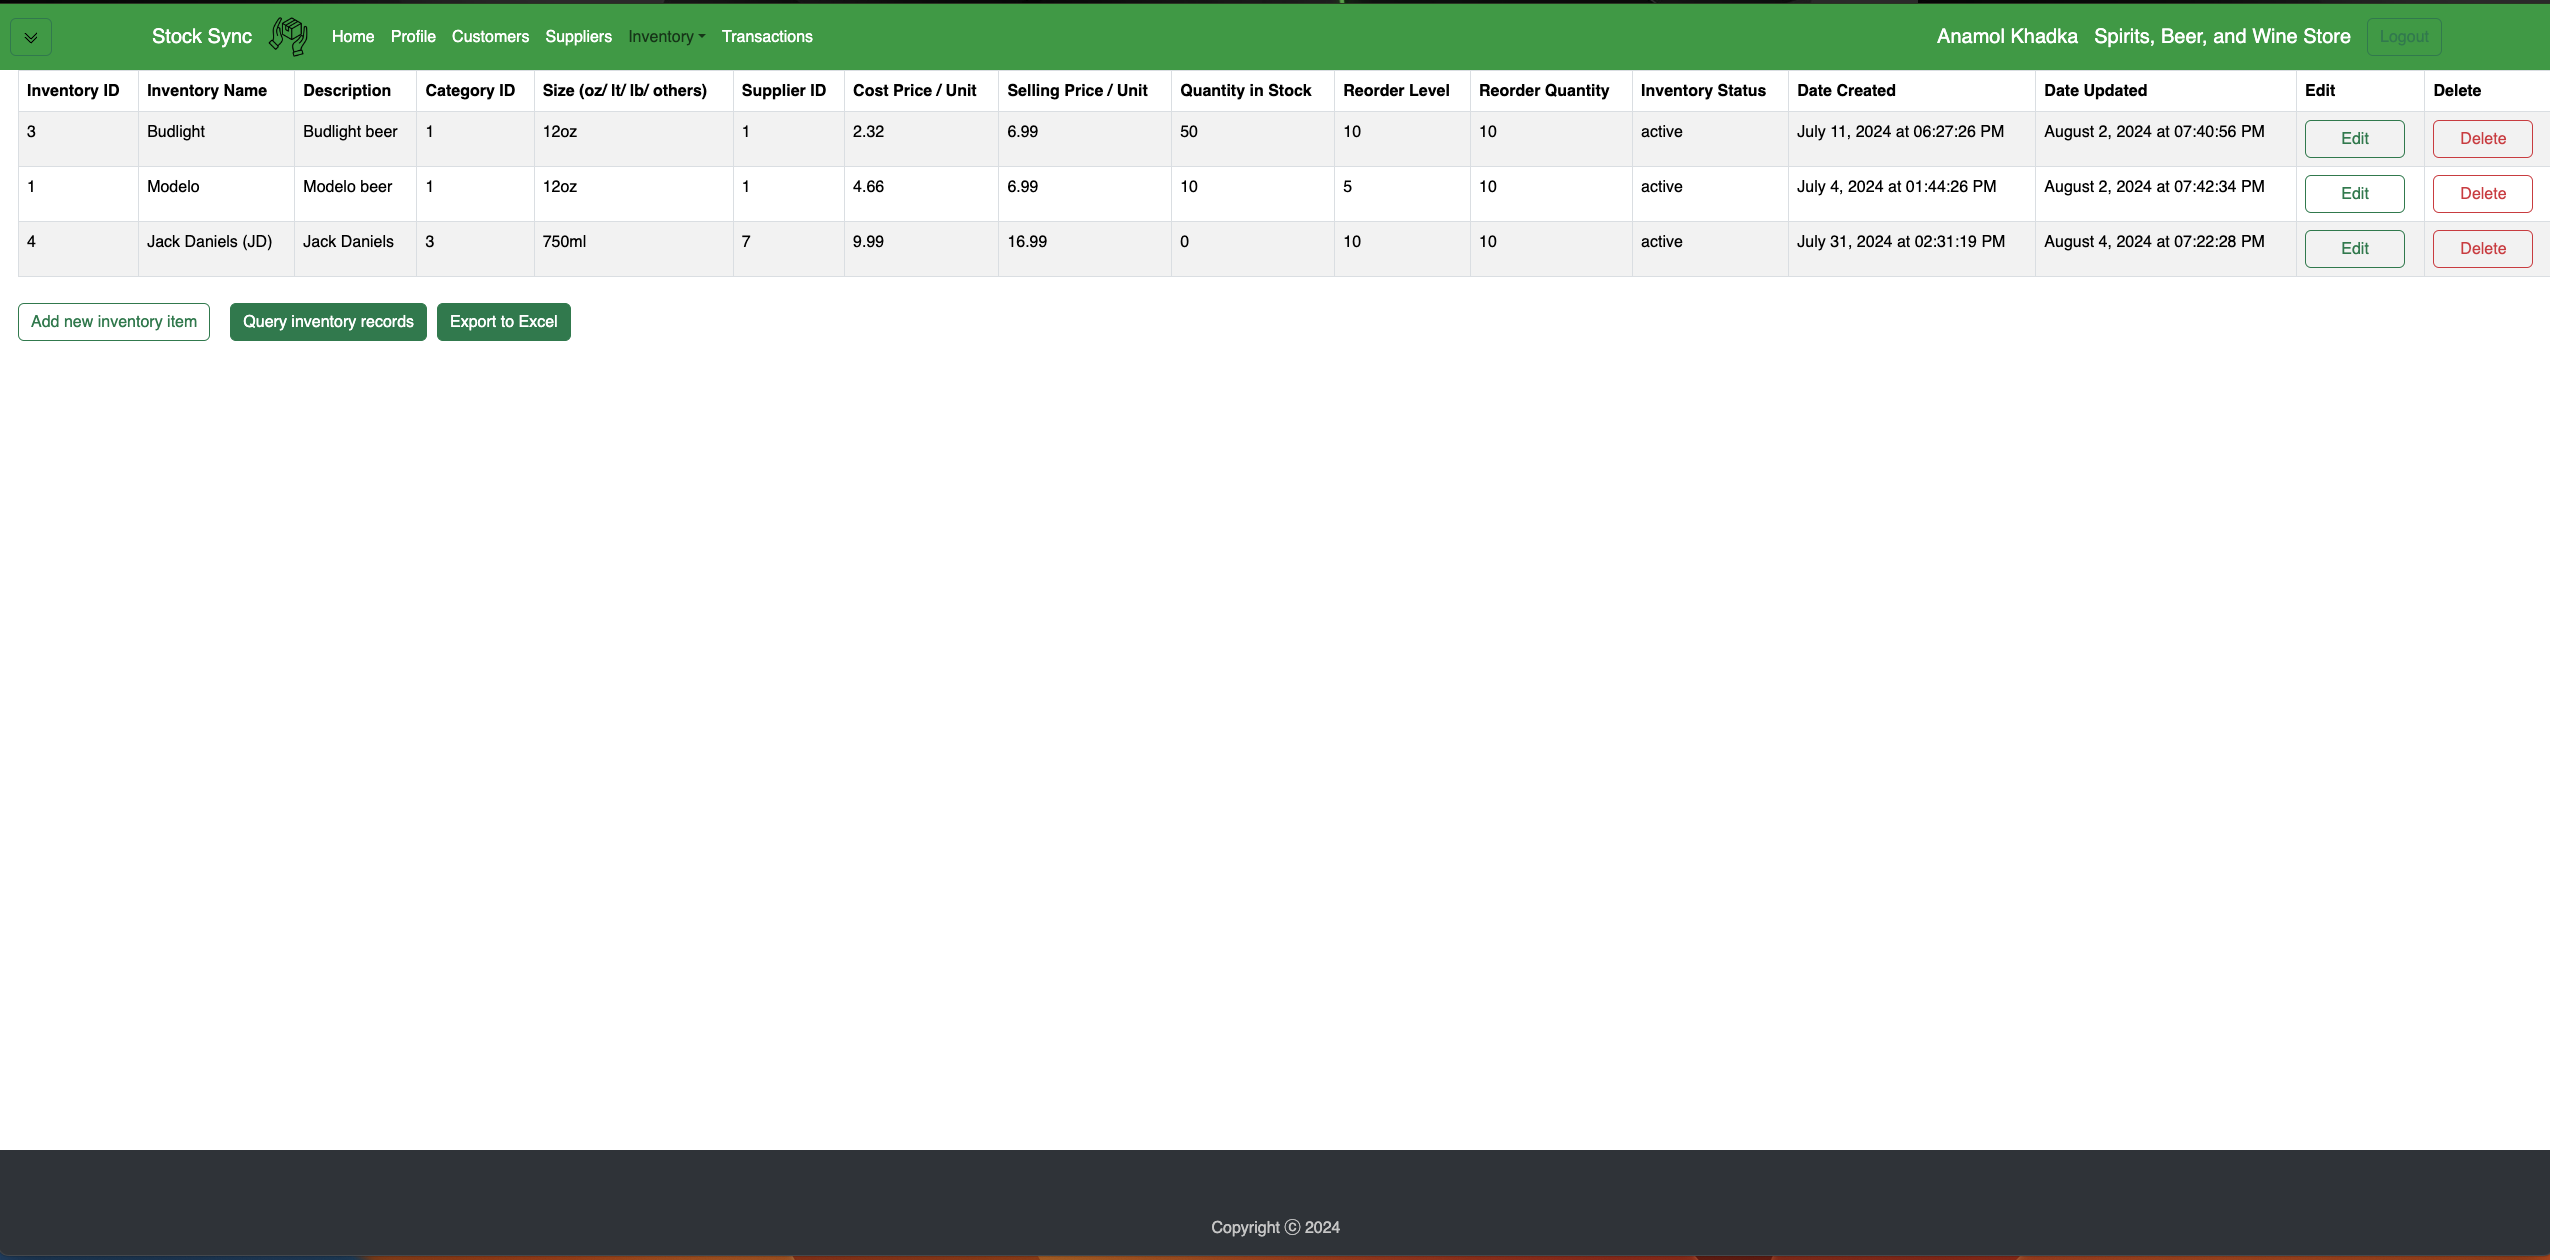 Stock Sync Home Profile Customers Suppliers Inventory Transactions Anamol Khadka Spirits, Beer, and Wine Store Logout
Inventory ID Inventory Name Description Category ID Size (oz/ lt/ lb/ others) Supplier ID Cost Price / Unit Selling Price / Unit Quantity in Stock Reorder Level Reorder Quantity Inventory Status Date Created Date Updated Edit Delete
3 Budlight Budlight beer 1 12oz 1 2.32 6.99 50 10 10 active July 11, 2024 at 06:27:26 PM August 2, 2024 at 07:40:56 PM Edit Delete
1 Modelo Modelo beer 1 12oz 1 4.66 6.99 10 5 10 active July 4, 2024 at 01:44:26 PM August 2, 2024 at 07:42:34 PM Edit Delete
4 Jack Daniels (JD) Jack Daniels 3 750ml 7 9.99 16.99 0 10 10 active July 31, 2024 at 02:31:19 PM August 4, 2024 at 07:22:28 PM Edit Delete
Add new inventory item Query inventory records Export to Excel
Copyright ⓒ 2024